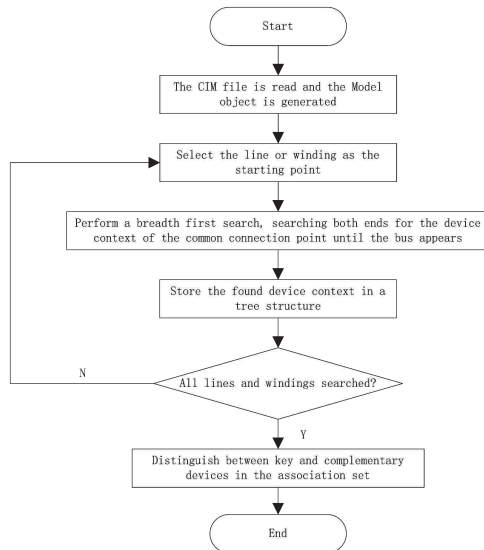 Start
The CIM file is read and the Model
object is generated
Select the line or winding as the
starting point
Perform a breadth first search, searching both ends for the device
context of the common connection point until the bus appears
Store the found device context in a
tree structure
N
All lines and windings searched?
Y
Distinguish between key and complementary
devices in the association set
End